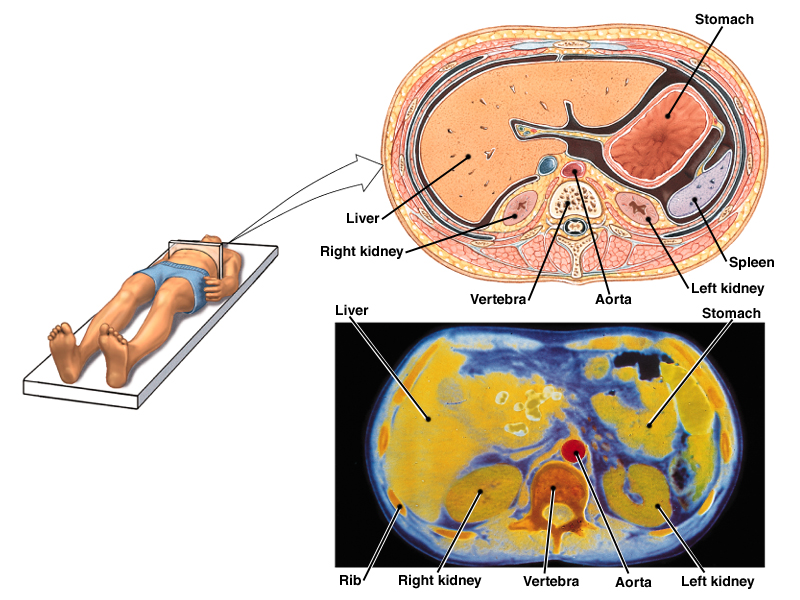 Stomach
Liver
Right kidney
Spleen
Left kidney
Vertebra
Aorta
Liver
Stomach
Rib
Right kidney
Vertebra
Aorta
Left kidney